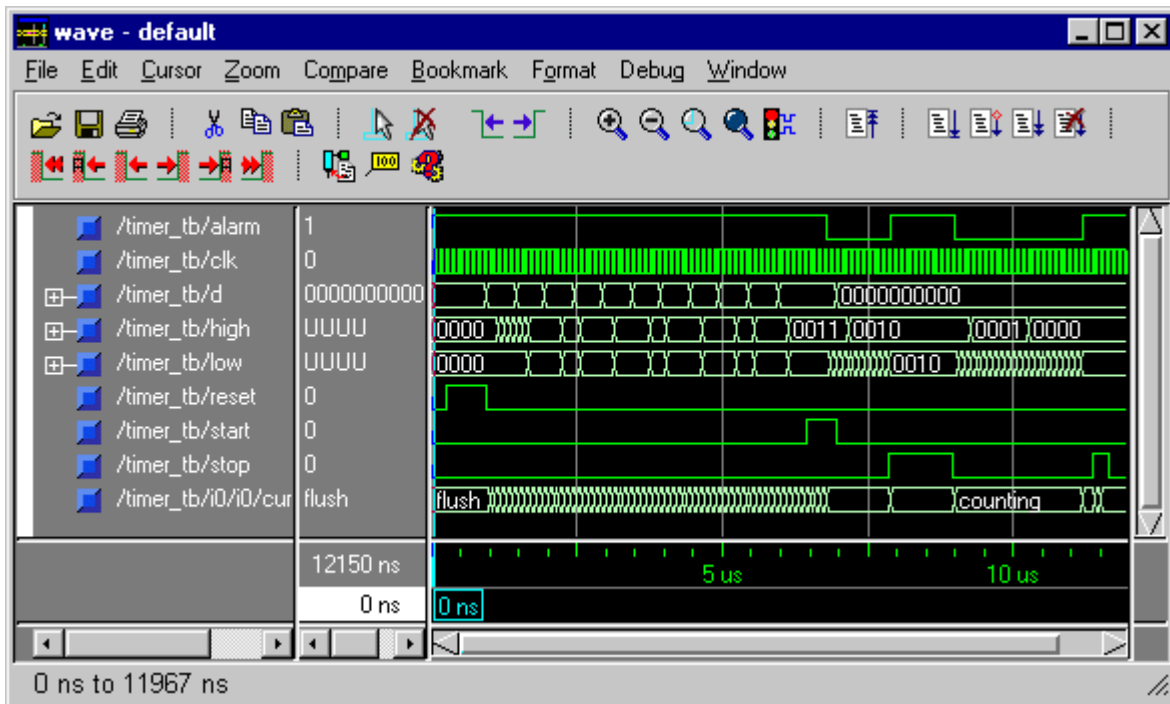 wave - default
File Edit Cursor Zoom Compare Bookmark Format Debug Window
100
/timer_tb/alarm 1
/timer_tb/clk 0
/timer_tb/d 0000000000 0000000000
/timer_tb/high UUUU 0000 0011 0010 0001 0000
/timer_tb/low UUUU 0000 0010
/timer_tb/reset 0
/timer_tb/start 0
/timer_tb/stop 0
/timer_tb/i0/i0/cur flush flush counting
12150 ns 5 us 10 us
0 ns 0 ns
0 ns to 11967 ns